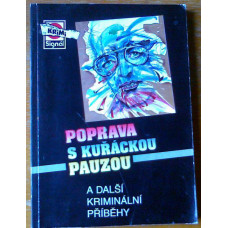 KRIMI
Signál
POPRAVA
S KUŘÁCKOU
PAUZOU
A DALŠÍ
KRIMINÁLNÍ
PŘÍBĚHY